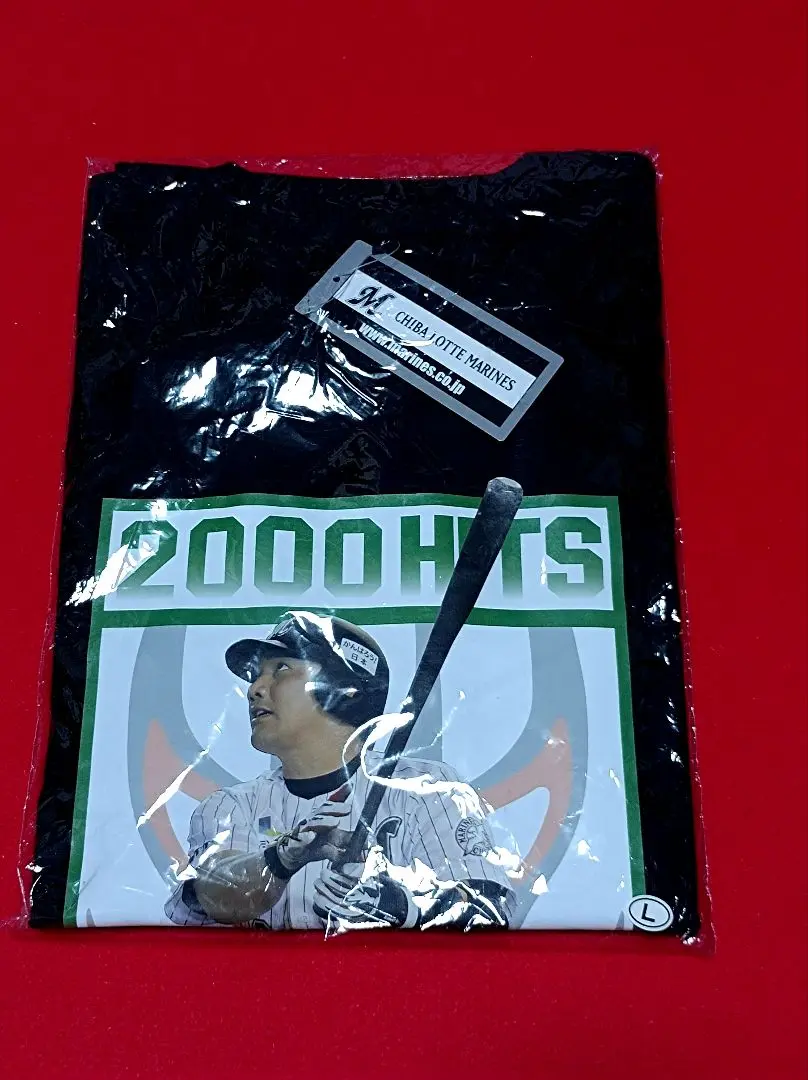 M CHIBA LOTTE MARINES
www.marines.co.jp
2000HITS
がんばろう!
日本
L